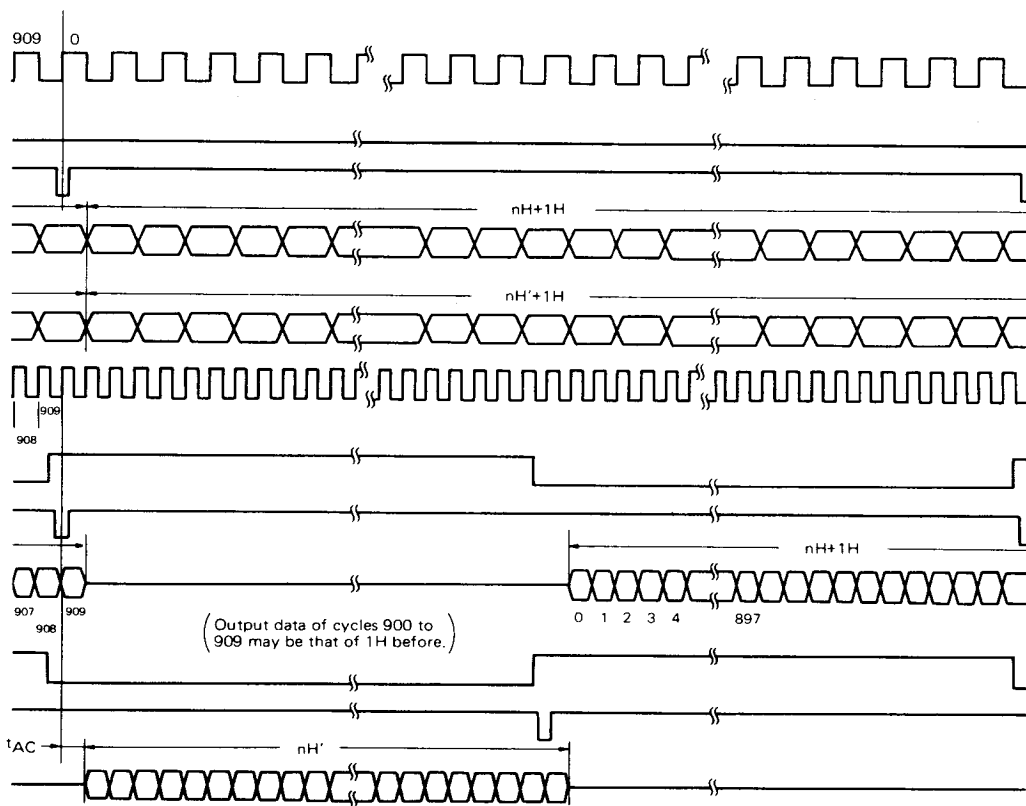 909 0
nH+1H
nH'+1H
909
908
nH+1H
907 909
908
0 1 2 3 4 897
(Output data of cycles 900 to
909 may be that of 1H before.)
tAC
nH'